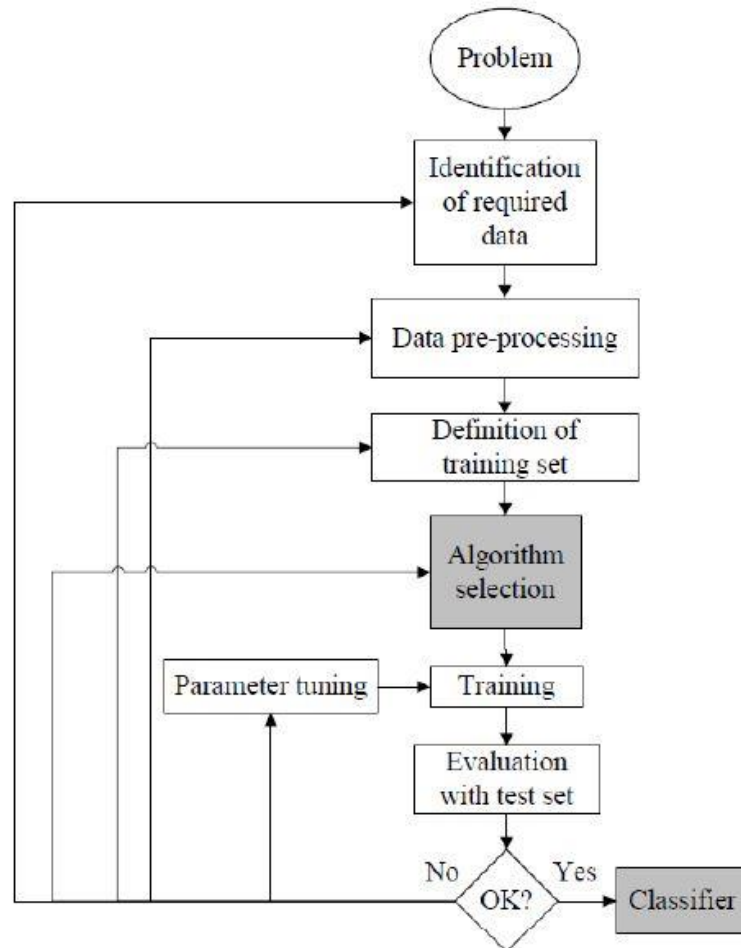 Problem
Identification
of required
data
Data pre-processing
Definition of
training set
Algorithm
selection
Parameter tuning
Training
Evaluation
with test set
No
OK?
Yes
Classifier